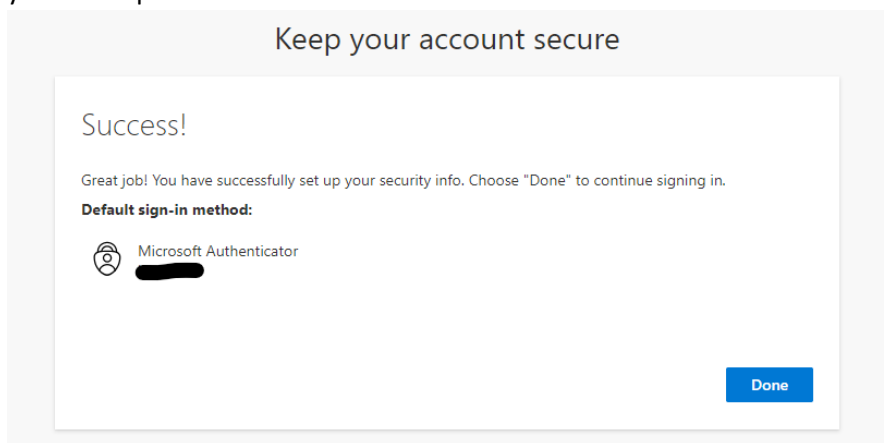 Keep your account secure
Success!
Great job! You have successfully set up your security info. Choose "Done" to continue signing in.
Default sign-in method:
Microsoft Authenticator
Done